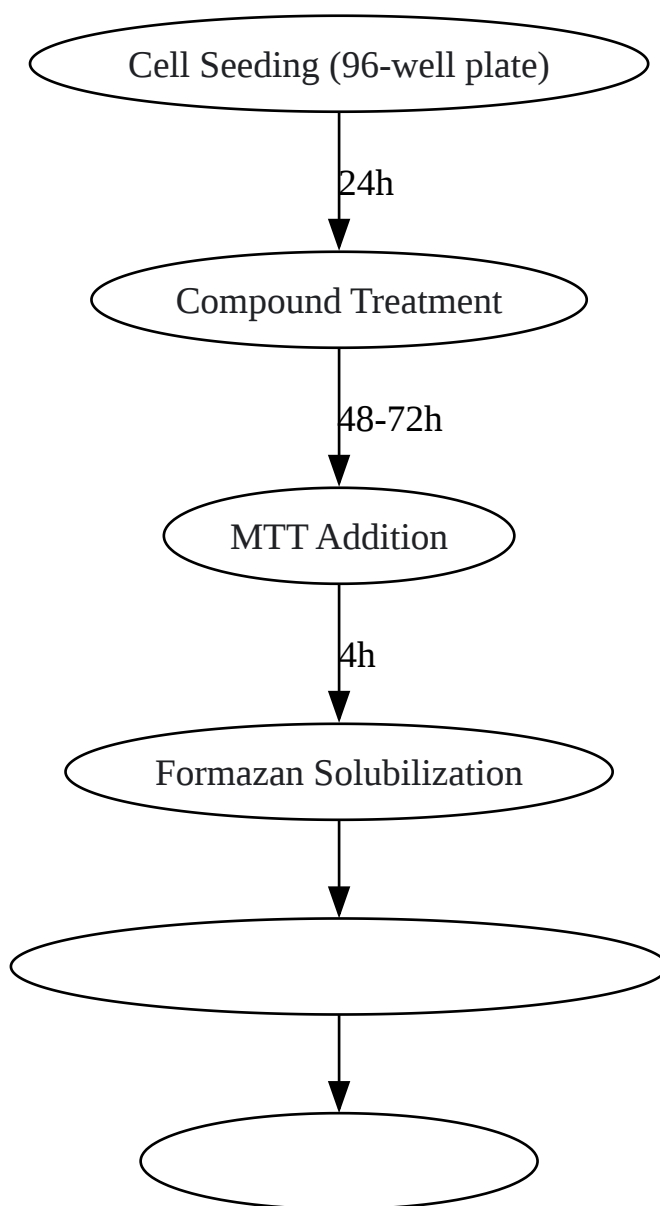 Cell Seeding (96-well plate)
24h
Compound Treatment
48-72h
MTT Addition
4h
Formazan Solubilization